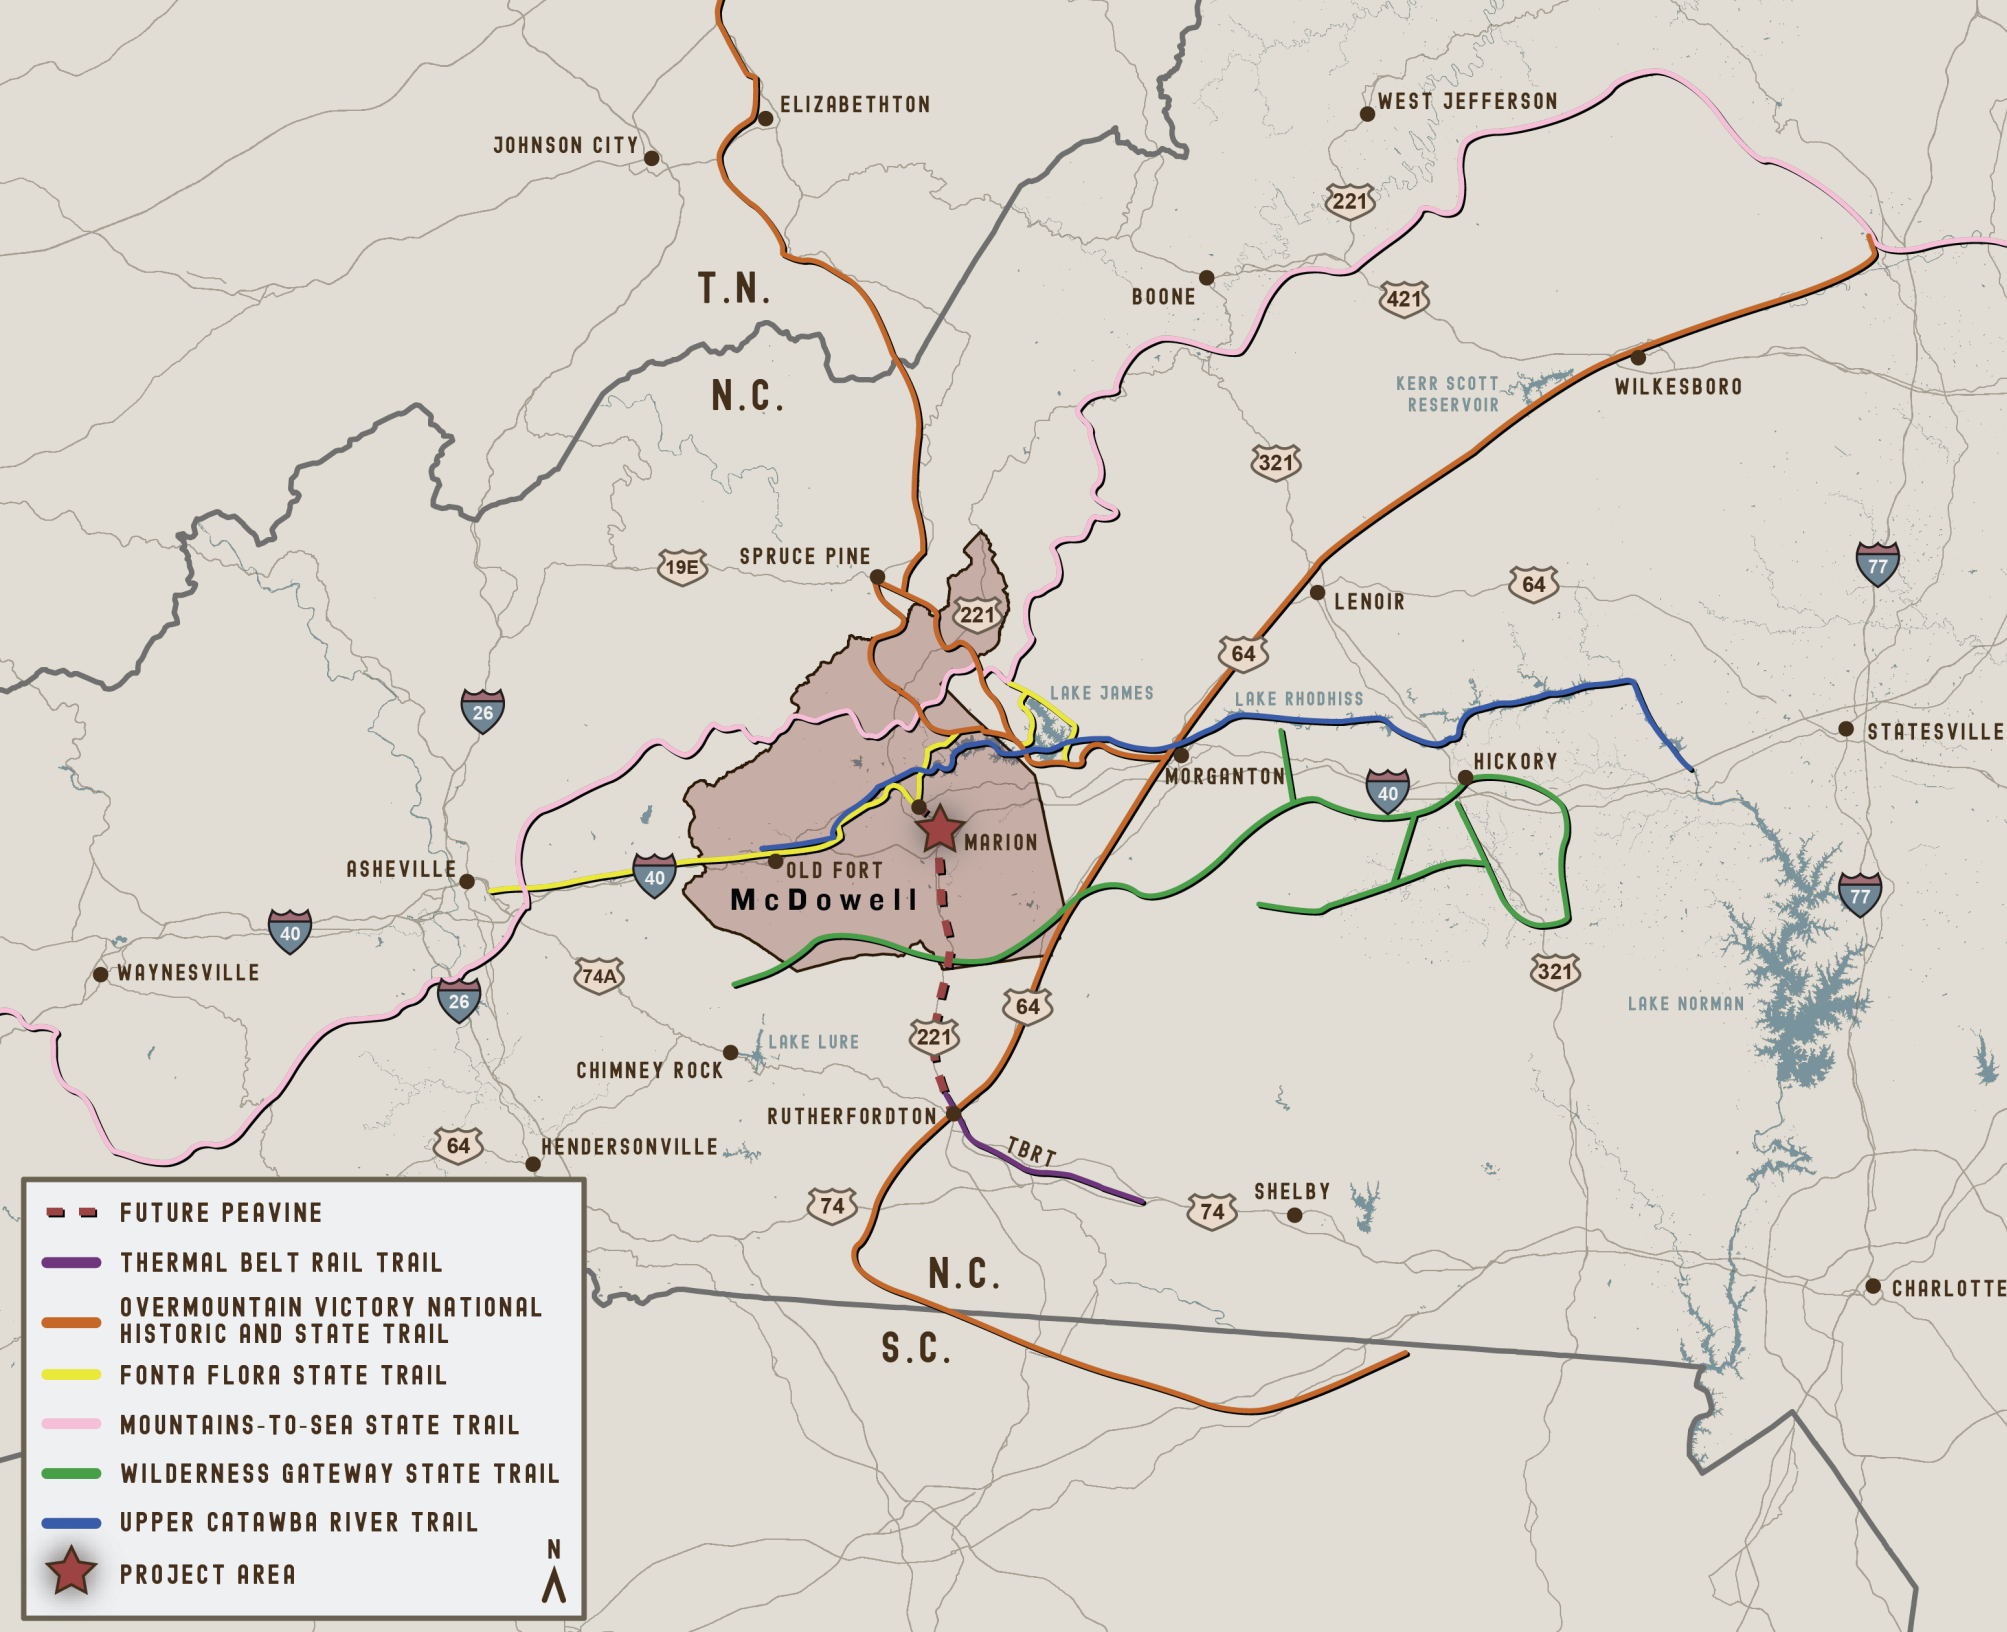 ELIZABETHTON
WEST JEFFERSON
JOHNSON CITY
221
T.N.
BOONE
421
N.C.
KERR SCOTT
RESERVOIR
WILKESBORO
321
SPRUCE PINE
19E
77
64
LENOIR
221
64
LAKE JAMES
LAKE RHODHISS
26
STATESVILLE
HICKORY
MORGANTON
40
MARION
ASHEVILLE
40
OLD FORT
McDowell
77
40
WAYNESVILLE
74A
321
26
64
LAKE NORMAN
221
LAKE LURE
CHIMNEY ROCK
RUTHERFORDTON
64
HENDERSONVILLE
TBRT
74
74
SHELBY
N.C.
CHARLOTTE
S.C.
FUTURE PEAVINE
THERMAL BELT RAIL TRAIL
OVERMOUNTAIN VICTORY NATIONAL
HISTORIC AND STATE TRAIL
FONTA FLORA STATE TRAIL
MOUNTAINS-TO-SEA STATE TRAIL
WILDERNESS GATEWAY STATE TRAIL
UPPER CATAWBA RIVER TRAIL
N
PROJECT AREA